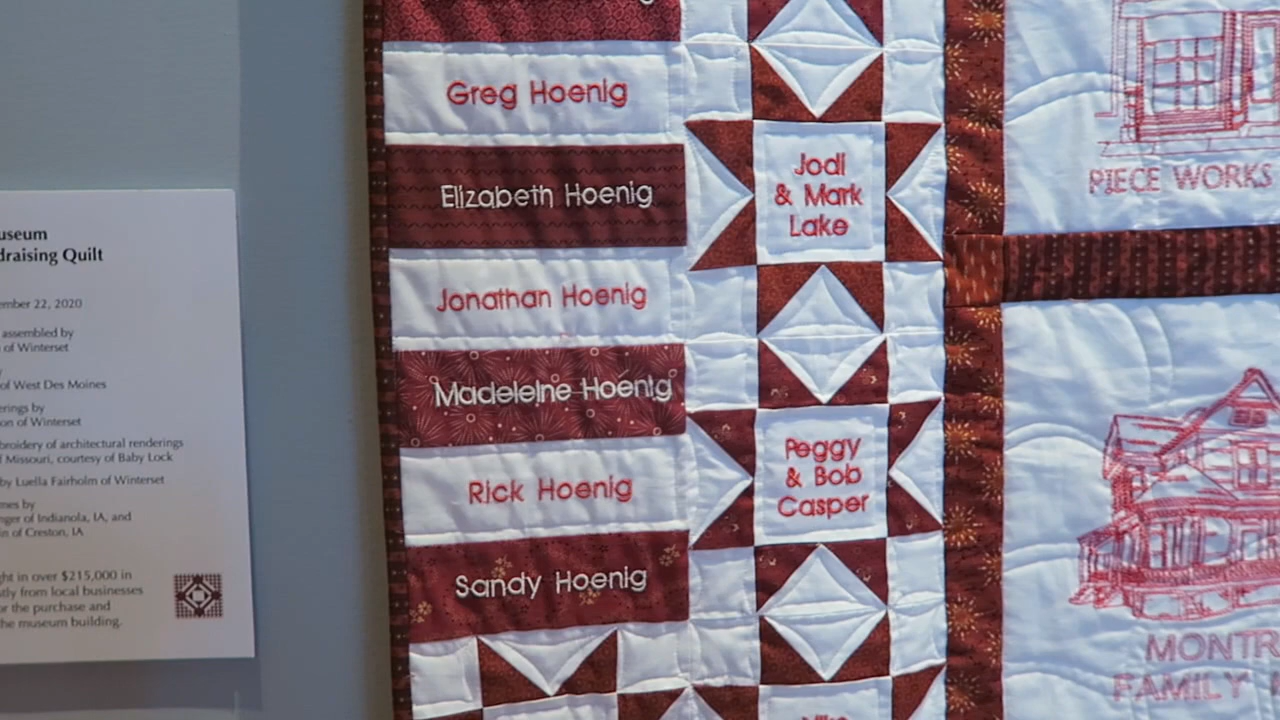 useum
draising Quilt
ember 22, 2020
assembled by
of Winterset
of West Des Moines
erings by
on of Winterset
broidery of architectural renderings
f Missouri, courtesy of Baby Lock
by Luella Fairholm of Winterset
mes by
nger of Indianola, IA, and
in of Creston, IA
ght in over $215,000 in
stly from local businesses
or the purchase and
he museum building.
Greg Hoenig
Elizabeth Hoenig
Jonathan Hoenig
Madeleine Hoenig
Rick Hoenig
Sandy Hoenig
Jodi
& Mark
Lake
Peggy
& Bob
Casper
PIECE WORKS
MONTR
FAMILY